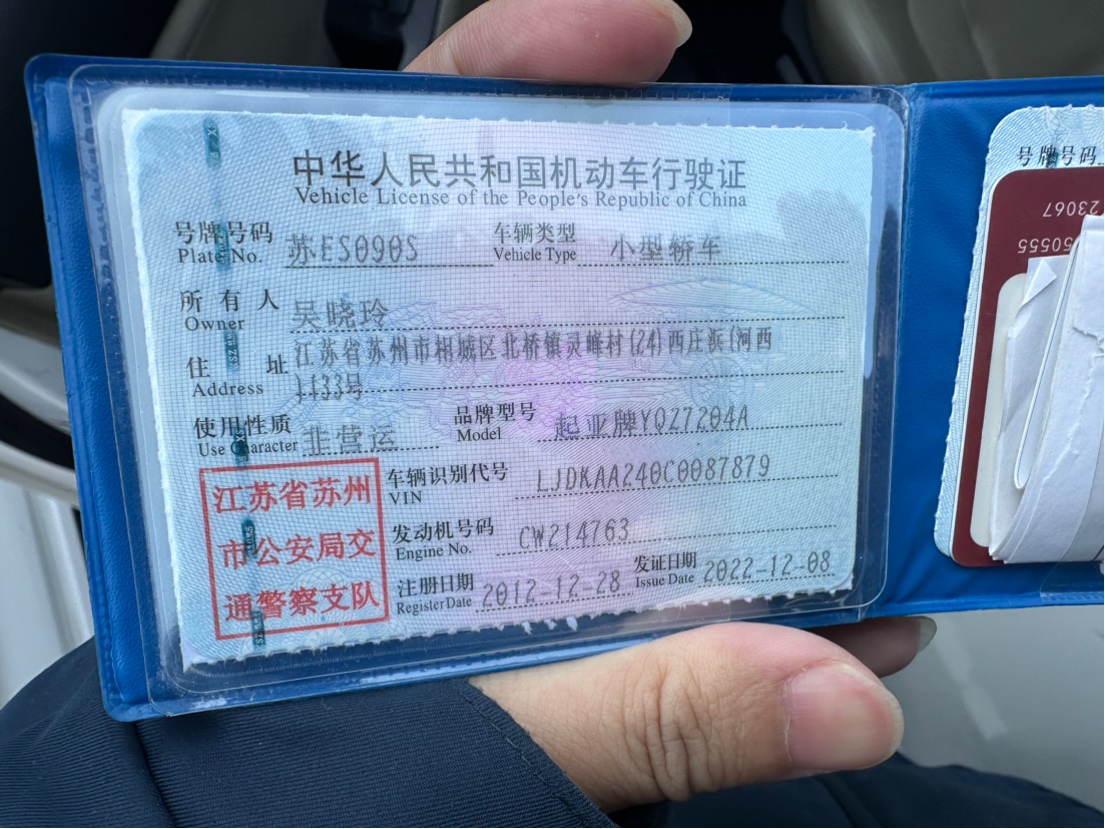 中华人民共和国机动车行驶证
Vehicle License of the People's Republic of China
号牌号码 苏ES090S 车辆类型 小型轿车
Plate No. Vehicle Type
所有人 吴晓玲
Owner
住址 江苏省苏州市相城区北桥镇灵峰村(24)西庄浜(河西
Address )433号
使用性质 非营运 品牌型号 起亚牌YQZ7204A
Use Character Model
江苏省苏州
市公安局交
通警察支队
车辆识别代号 LJDKAA240C0087879
VIN
发动机号码 CW214763
Engine No.
注册日期 2012-12-28 发证日期 2022-12-08
Register Date Issue Date
号牌号码
23067
50555